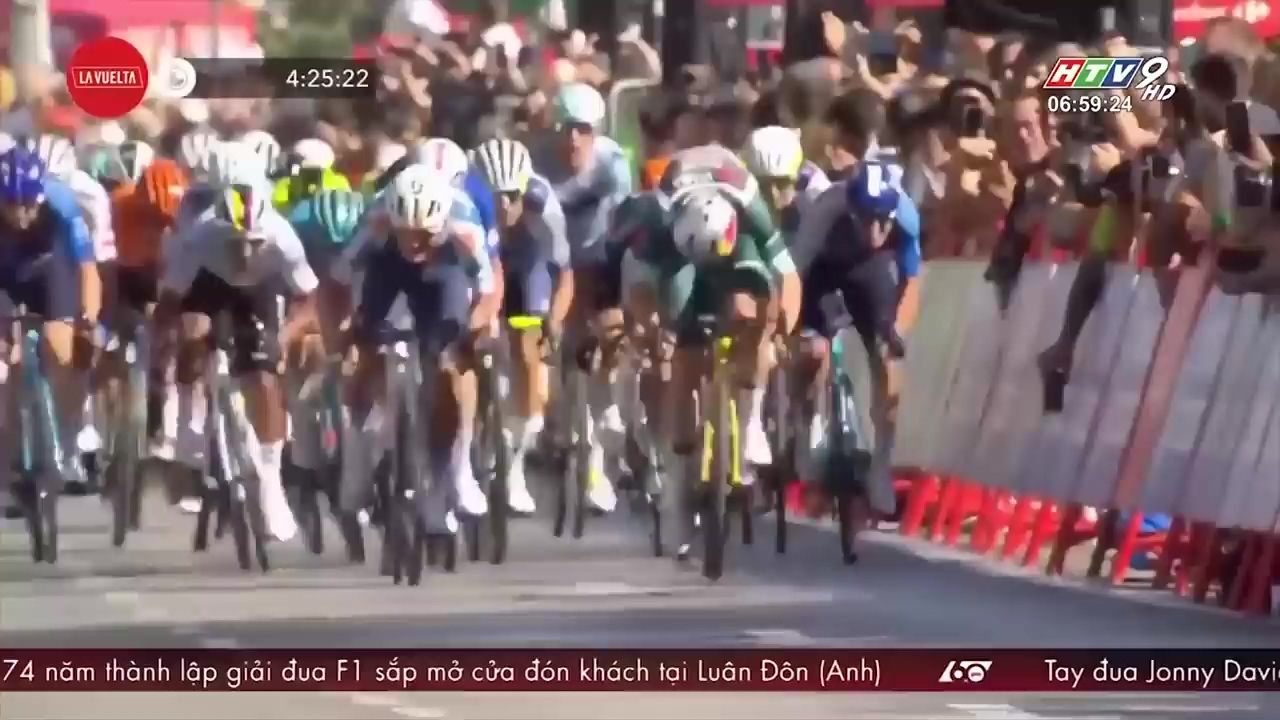 LA VUELTA
4:25:22
HTV9
HD
06:59:24
74 năm thành lập giải đua F1 sắp mở cửa đón khách tại Luân Đôn (Anh) 60 Tay đua Jonny Davi